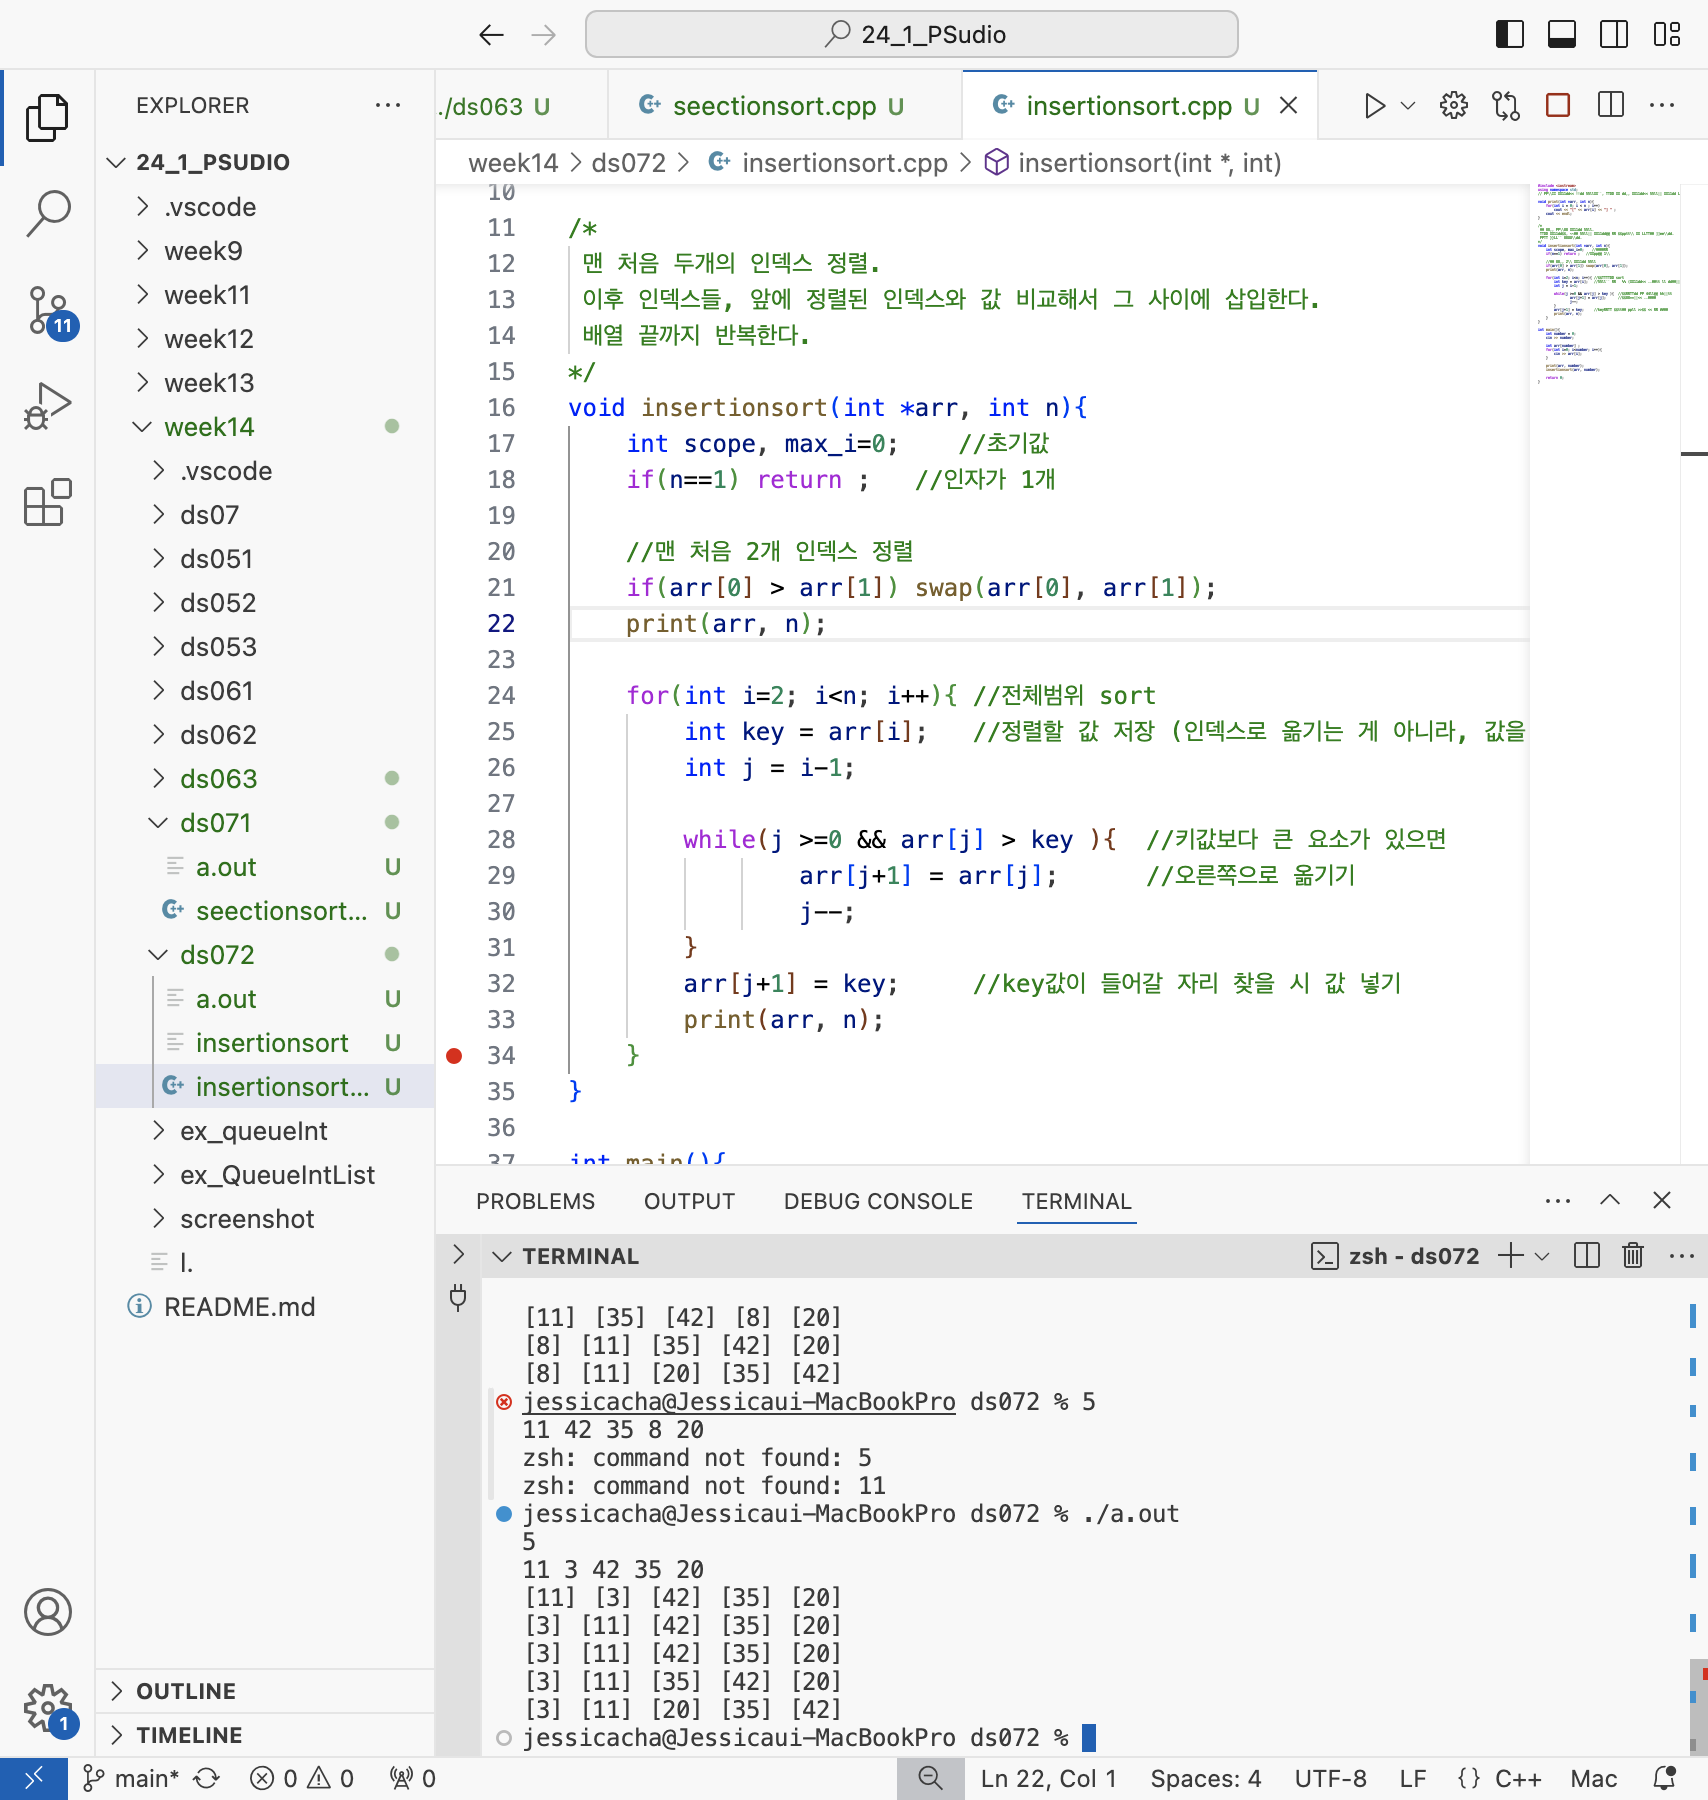 24_1_PSudio
EXPLORER
24_1_PSUDIO
.vscode
week9
week11
week12
week13
week14
.vscode
ds07
ds051
ds052
ds053
ds061
ds062
ds063
ds071
a.out U
seectionsort... U
ds072
a.out U
insertionsort U
insertionsort... U
ex_queueInt
ex_QueueIntList
screenshot
l.
README.md
OUTLINE
TIMELINE
11
1
./ds063 U
seectionsort.cpp U
insertionsort.cpp U
week14 > ds072 > insertionsort.cpp > insertionsort(int *, int)
10
11 /*
12 맨 처음 두개의 인덱스 정렬.
13 이후 인덱스들, 앞에 정렬된 인덱스와 값 비교해서 그 사이에 삽입한다.
14 배열 끝까지 반복한다.
15 */
16 void insertionsort(int *arr, int n){
17 int scope, max_i=0; //초기값
18 if(n==1) return ; //인자가 1개
19
20 //맨 처음 2개 인덱스 정렬
21 if(arr[0] > arr[1]) swap(arr[0], arr[1]);
22 print(arr, n);
23
24 for(int i=2; i<n; i++){ //전체범위 sort
25 int key = arr[i]; //정렬할 값 저장 (인덱스로 옮기는 게 아니라, 값을
26 int j = i-1;
27
28 while(j >=0 && arr[j] > key ){ //키값보다 큰 요소가 있으면
29 arr[j+1] = arr[j]; //오른쪽으로 옮기기
30 j--;
31 }
32 arr[j+1] = key; //key값이 들어갈 자리 찾을 시 값 넣기
33 print(arr, n);
34 }
35 }
36
37 int main(){
PROBLEMS OUTPUT DEBUG CONSOLE TERMINAL
TERMINAL
zsh - ds072
[11] [35] [42] [8] [20]
[8] [11] [35] [42] [20]
[8] [11] [20] [35] [42]
jessicacha@Jessicaui-MacBookPro ds072 % 5
11 42 35 8 20
zsh: command not found: 5
zsh: command not found: 11
jessicacha@Jessicaui-MacBookPro ds072 % ./a.out
5
11 3 42 35 20
[11] [3] [42] [35] [20]
[3] [11] [42] [35] [20]
[3] [11] [42] [35] [20]
[3] [11] [35] [42] [20]
[3] [11] [20] [35] [42]
jessicacha@Jessicaui-MacBookPro ds072 %
main* 0 0 0 Ln 22, Col 1 Spaces: 4 UTF-8 LF {} C++ Mac